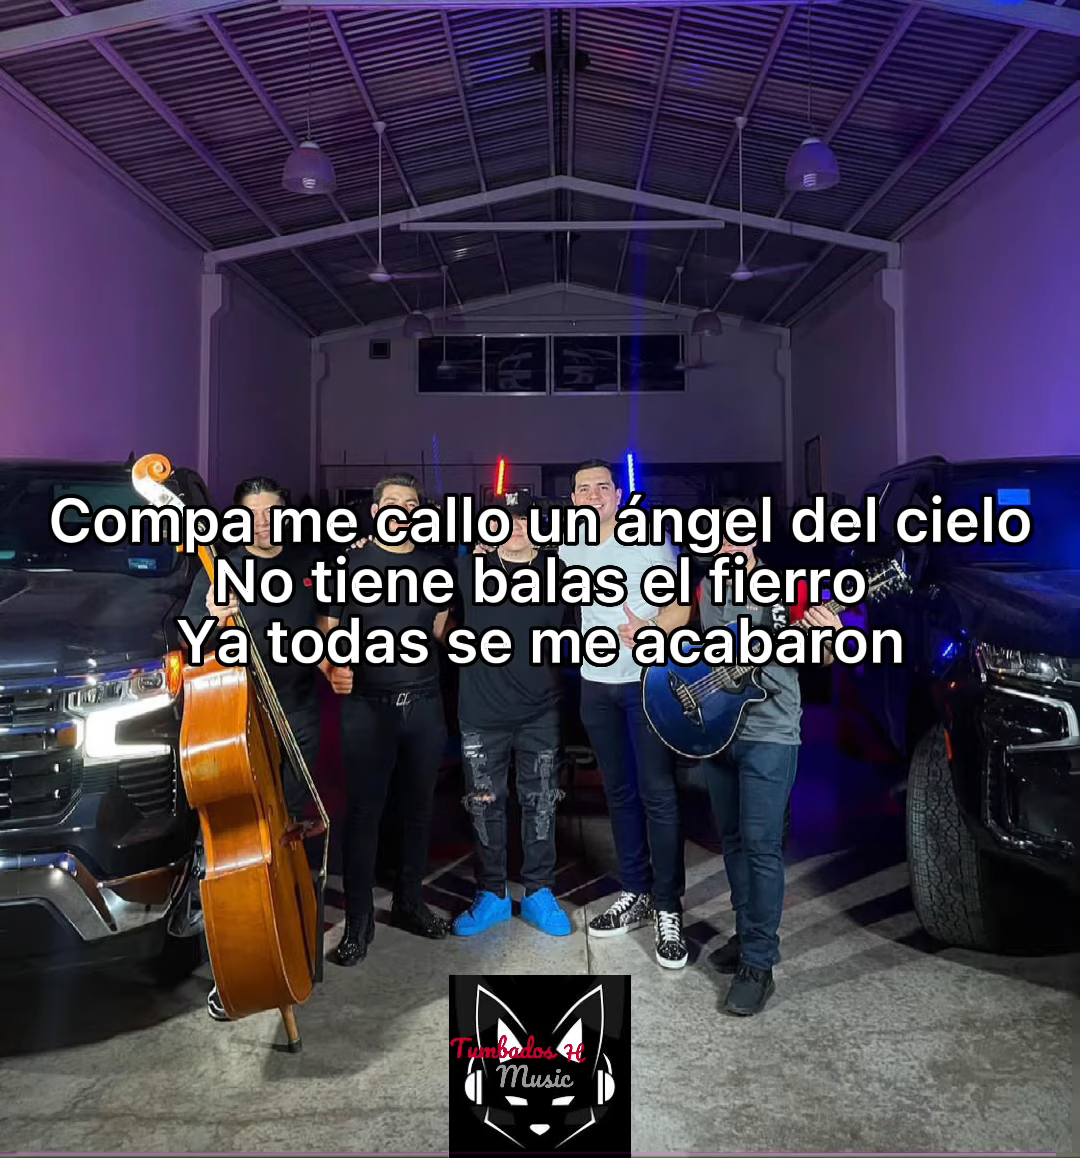 Compa me callo un ángel del cielo
No tiene balas el fierro
Ya todas se me acabaron
Tumbados H
Music